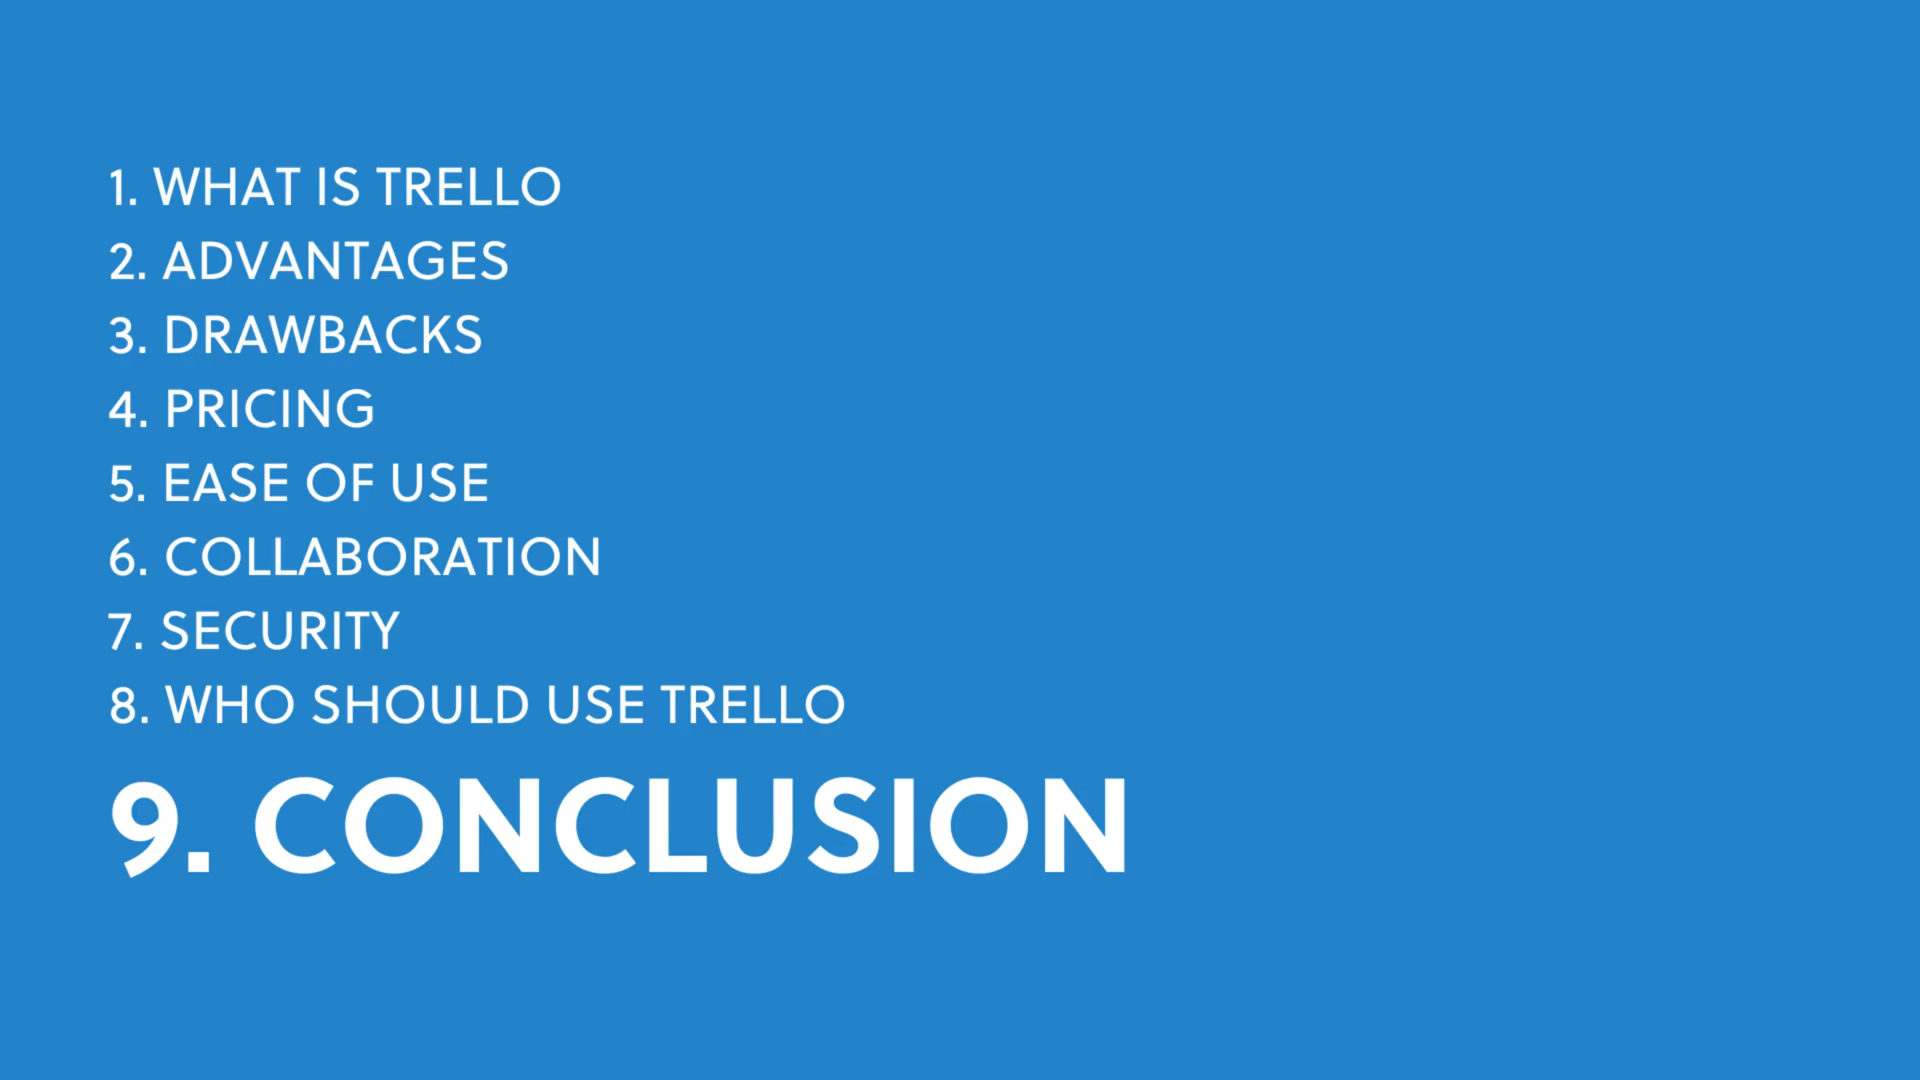 1. WHAT IS TRELLO
2. ADVANTAGES
3. DRAWBACKS
4. PRICING
5. EASE OF USE
6. COLLABORATION
7. SECURITY
8. WHO SHOULD USE TRELLO
9. CONCLUSION